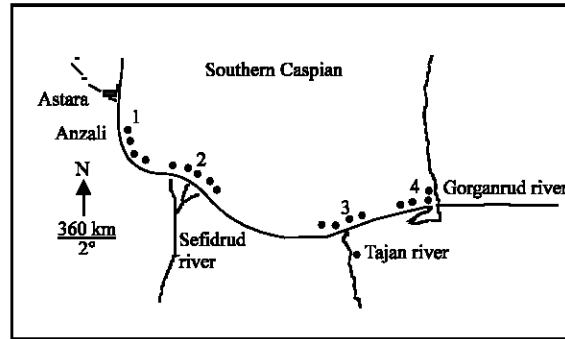 Southern Caspian
Astara
1
Anzali
2
N
3
4
Gorganrud river
360 km
2°
Sefidrud
river
Tajan river